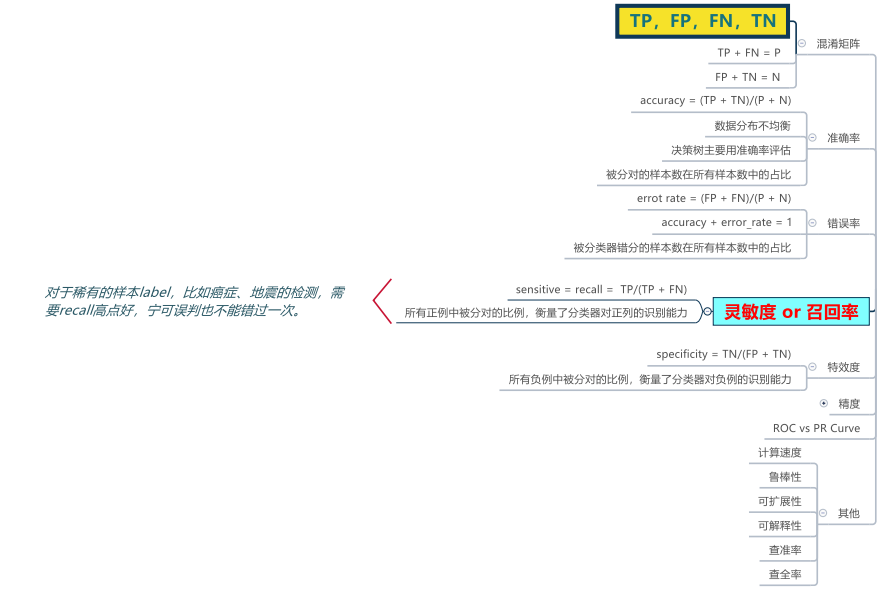 TP，FP，FN，TN
混淆矩阵
TP + FN = P
FP + TN = N
accuracy = (TP + TN)/(P + N)
数据分布不均衡
准确率
决策树主要用准确率评估
被分对的样本数在所有样本数中的占比
errot rate = (FP + FN)/(P + N)
accuracy + error_rate = 1
错误率
被分类器错分的样本数在所有样本数中的占比
对于稀有的样本label，比如癌症、地震的检测，需
要recall高点好，宁可误判也不能错过一次。
sensitive = recall = TP/(TP + FN)
所有正例中被分对的比例，衡量了分类器对正列的识别能力
灵敏度 or 召回率
specificity = TN/(FP + TN)
特效度
所有负例中被分对的比例，衡量了分类器对负例的识别能力
精度
ROC vs PR Curve
计算速度
鲁棒性
可扩展性
其他
可解释性
查准率
查全率